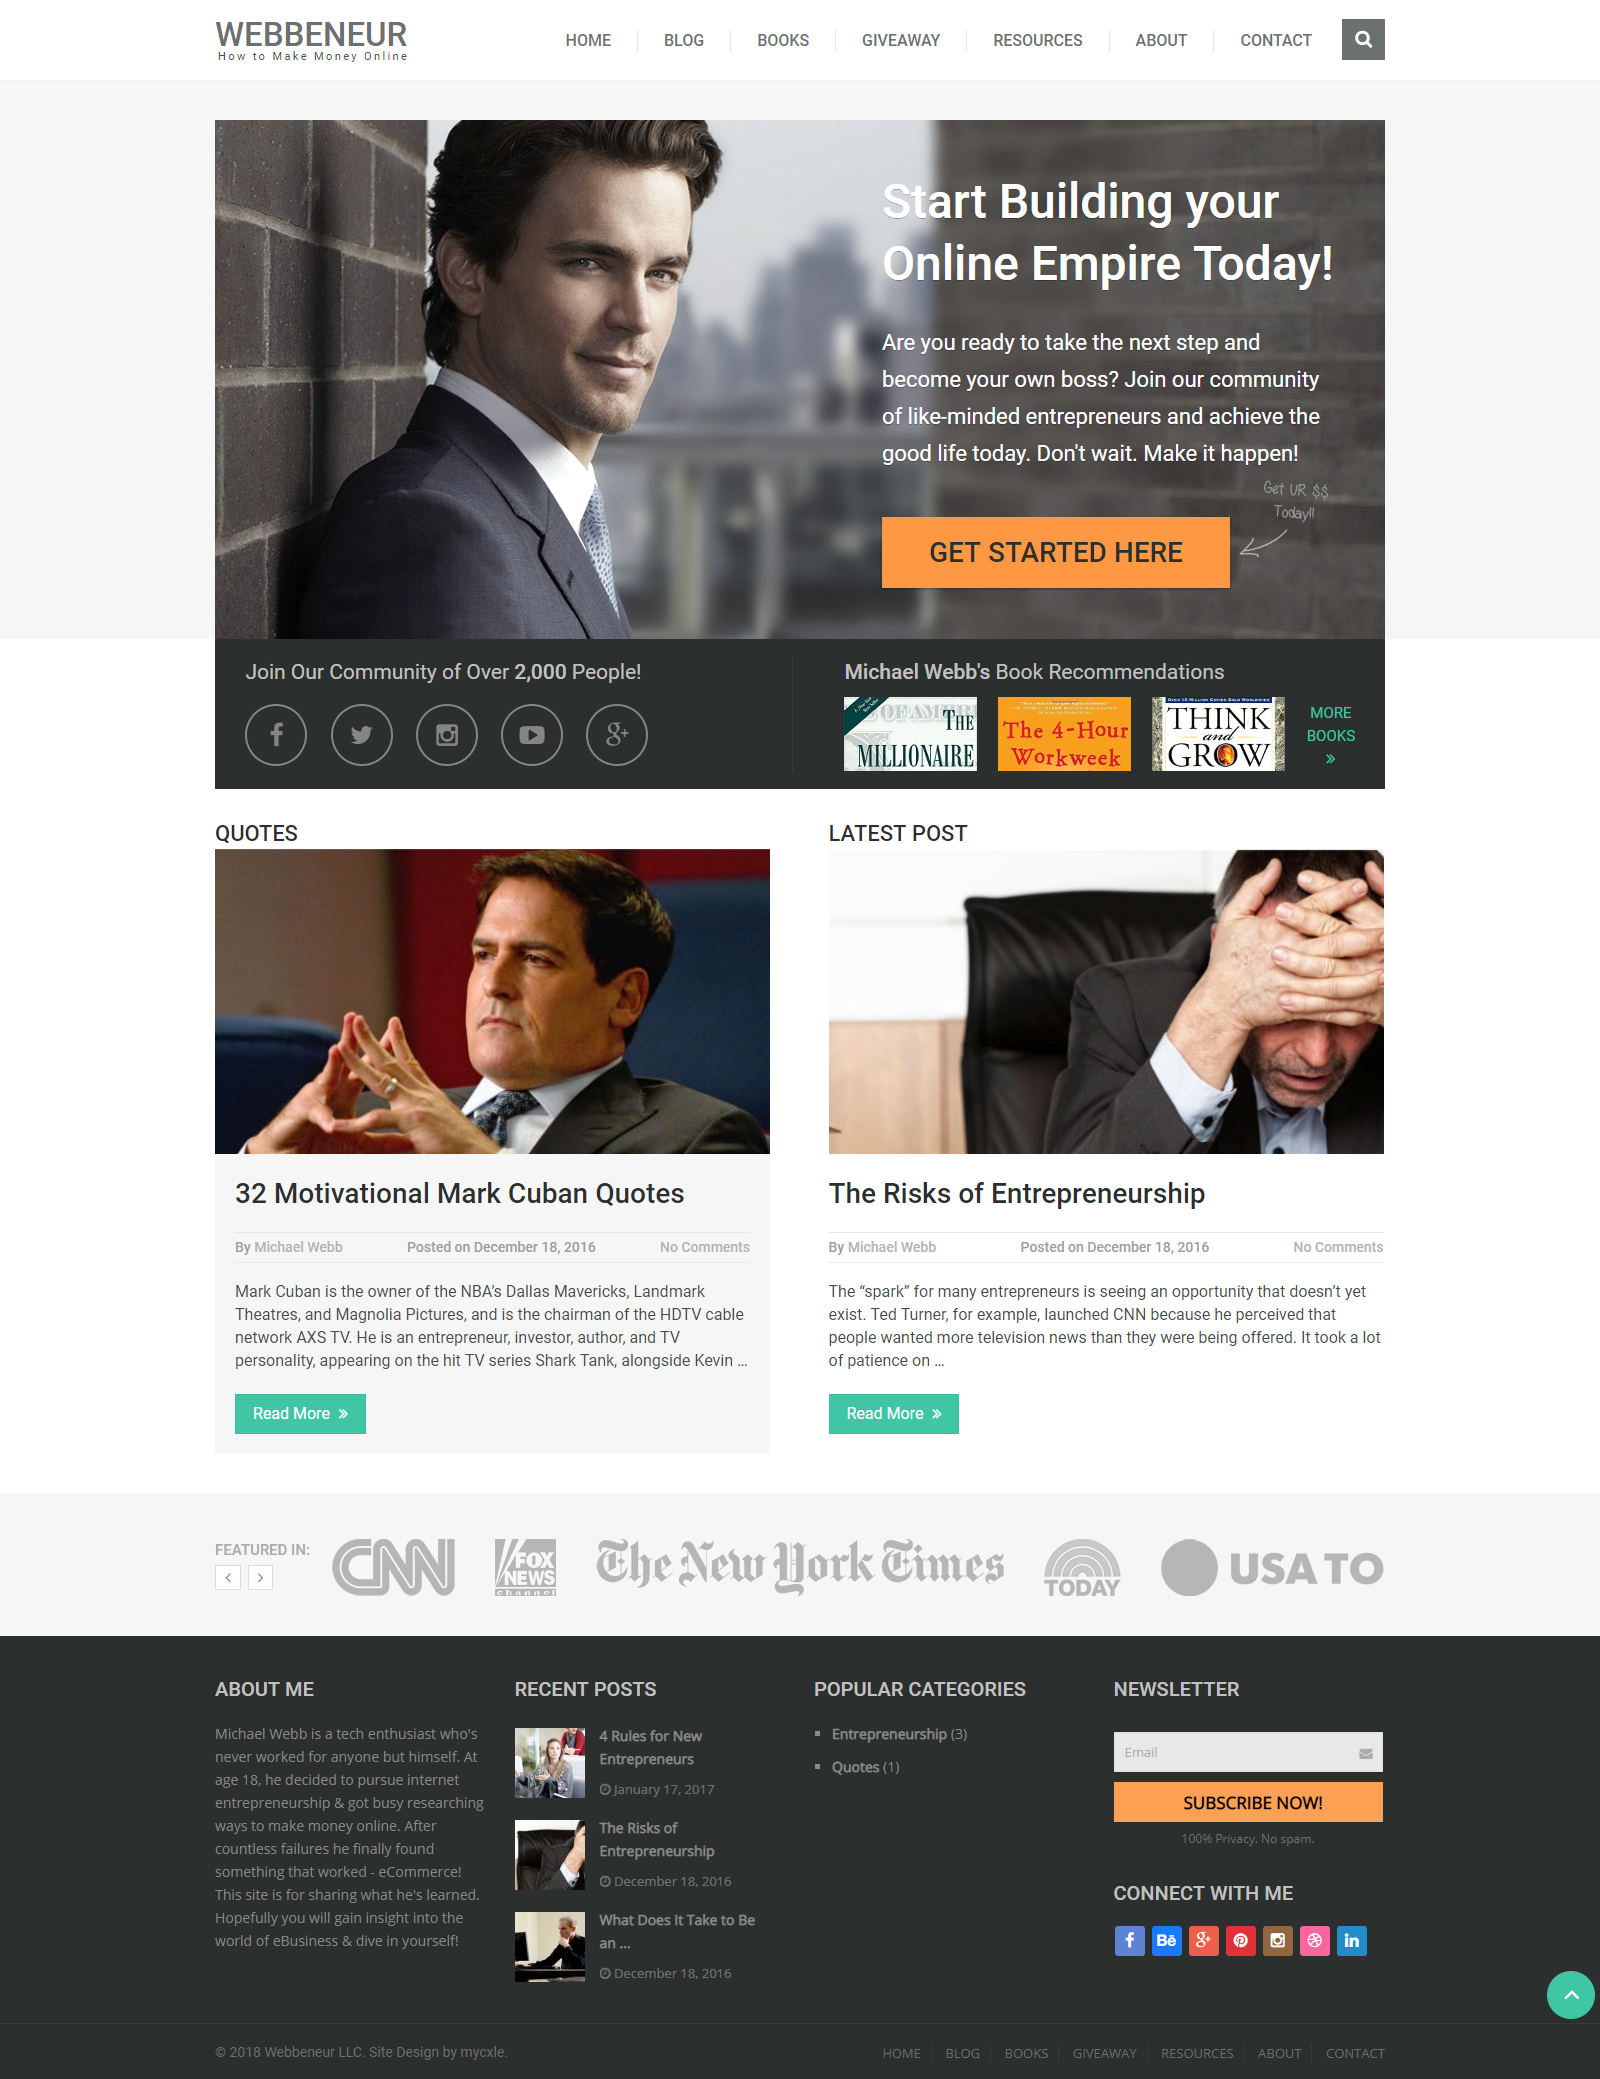 WEBBENEUR
How to Make Money Online
HOME
BLOG
BOOKS
GIVEAWAY
RESOURCES
ABOUT
CONTACT
Start Building your
Online Empire Today!
Are you ready to take the next step and
become your own boss? Join our community
of like-minded entrepreneurs and achieve the
good life today. Don't wait. Make it happen!
Get UR $$
Today!!
GET STARTED HERE
Join Our Community of Over 2,000 People!
Michael Webb's Book Recommendations
S OF AMERI
THE
MILLIONAIRE
The 4-Hour
Workweek
THINK
and
GROW
MORE
BOOKS
»
QUOTES
32 Motivational Mark Cuban Quotes
By Michael Webb
Posted on December 18, 2016
No Comments
Mark Cuban is the owner of the NBA’s Dallas Mavericks, Landmark
Theatres, and Magnolia Pictures, and is the chairman of the HDTV cable
network AXS TV. He is an entrepreneur, investor, author, and TV
personality, appearing on the hit TV series Shark Tank, alongside Kevin ...
Read More »
LATEST POST
The Risks of Entrepreneurship
By Michael Webb
Posted on December 18, 2016
No Comments
The “spark” for many entrepreneurs is seeing an opportunity that doesn’t yet
exist. Ted Turner, for example, launched CNN because he perceived that
people wanted more television news than they were being offered. It took a lot
of patience on ...
Read More »
FEATURED IN:
CNN
FOX
NEWS
channel
The New York Times
TODAY
USA TO
ABOUT ME
Michael Webb is a tech enthusiast who's
never worked for anyone but himself. At
age 18, he decided to pursue internet
entrepreneurship & got busy researching
ways to make money online. After
countless failures he finally found
something that worked - eCommerce!
This site is for sharing what he's learned.
Hopefully you will gain insight into the
world of eBusiness & dive in yourself!
RECENT POSTS
4 Rules for New
Entrepreneurs
January 17, 2017
The Risks of
Entrepreneurship
December 18, 2016
What Does It Take to Be
an ...
December 18, 2016
POPULAR CATEGORIES
Entrepreneurship (3)
Quotes (1)
NEWSLETTER
Email
SUBSCRIBE NOW!
100% Privacy. No spam.
CONNECT WITH ME
© 2018 Webbeneur LLC. Site Design by mycxle.
HOME
BLOG
BOOKS
GIVEAWAY
RESOURCES
ABOUT
CONTACT